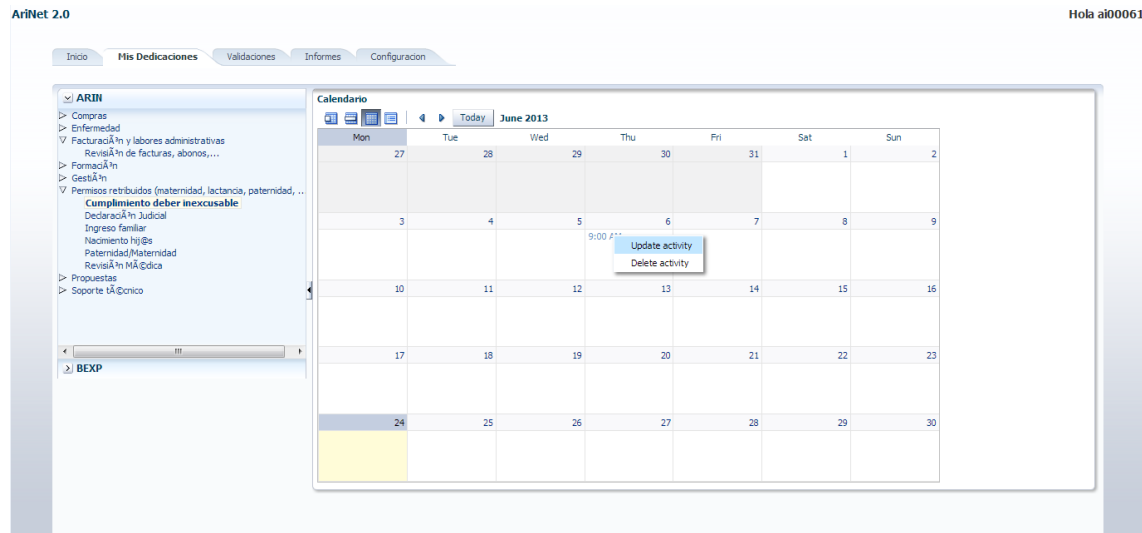 AriNet 2.0
Hola ai00061
Inicio Mis Dedicaciones Validaciones Informes Configuracion
ARIN
Compras
Enfermedad
FacturaciÃ³n y labores administrativas
RevisiÃ³n de facturas, abonos,...
FormaciÃ³n
GestiÃ³n
Permisos retribuidos (maternidad, lactancia, paternidad, ...
Cumplimiento deber inexcusable
DeclaraciÃ³n Judicial
Ingreso familiar
Nacimiento hij@s
Paternidad/Maternidad
RevisiÃ³n MÃ©dica
Propuestas
Soporte tÃ©cnico
BEXP
Calendario
Today June 2013
Mon Tue Wed Thu Fri Sat Sun
27 28 29 30 31 1 2
3 4 5 6 7 8 9
9:00
Update activity
Delete activity
10 11 12 13 14 15 16
17 18 19 20 21 22 23
24 25 26 27 28 29 30